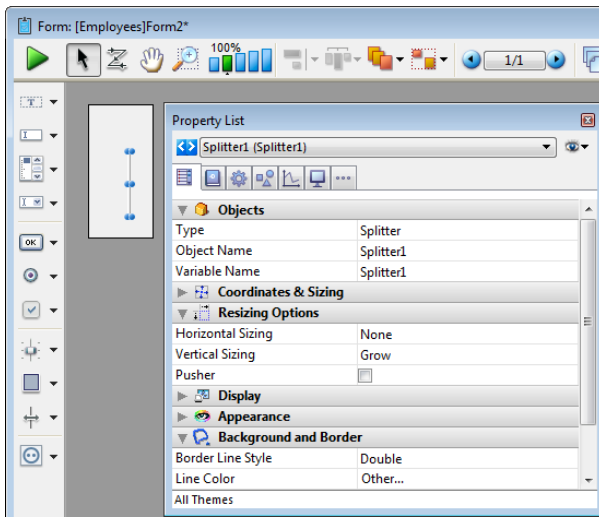 Form: [Employees]Form2*
100%
1/1
T
I
I
I
OK
Property List
Splitter1 (Splitter1)
Objects
Type Splitter
Object Name Splitter1
Variable Name Splitter1
Coordinates & Sizing
Resizing Options
Horizontal Sizing None
Vertical Sizing Grow
Pusher
Display
Appearance
Background and Border
Border Line Style Double
Line Color Other...
All Themes